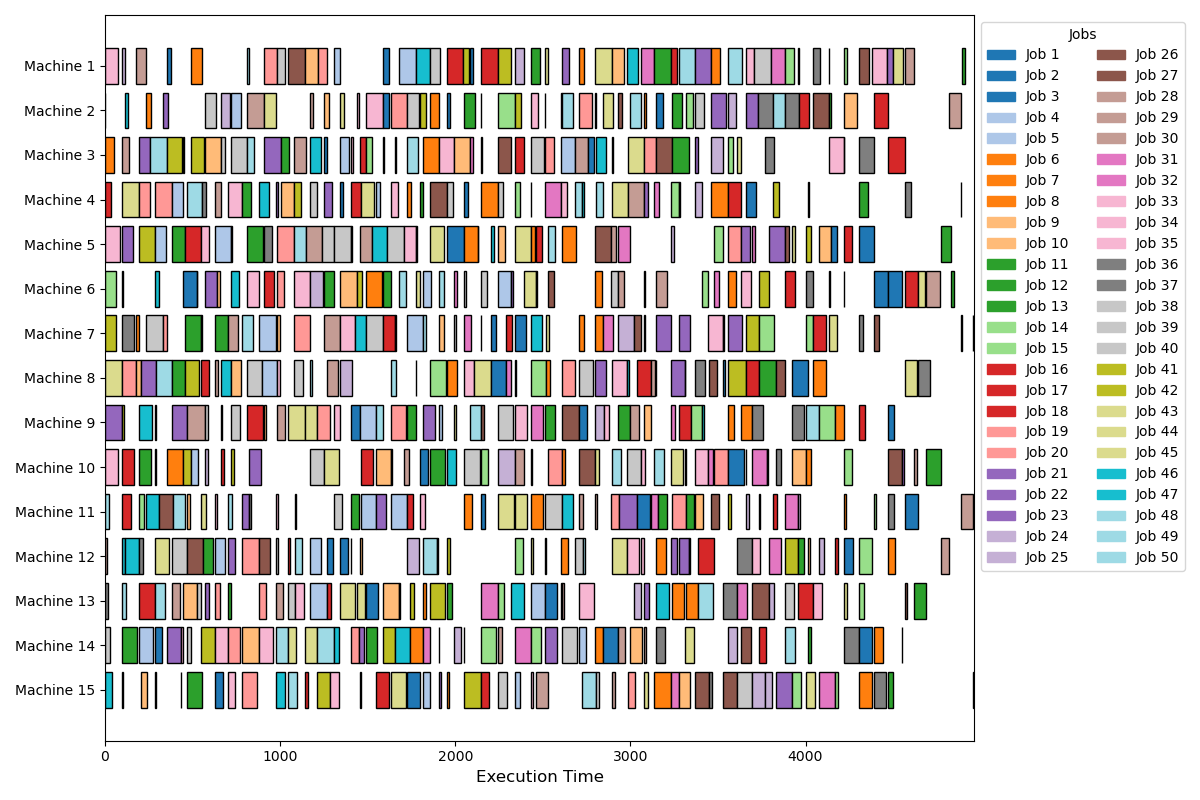 Machine 1
Machine 2
Machine 3
Machine 4
Machine 5
Machine 6
Machine 7
Machine 8
Machine 9
Machine 10
Machine 11
Machine 12
Machine 13
Machine 14
Machine 15
0 1000 2000 3000 4000
Execution Time
Jobs
Job 1 Job 26
Job 2 Job 27
Job 3 Job 28
Job 4 Job 29
Job 5 Job 30
Job 6 Job 31
Job 7 Job 32
Job 8 Job 33
Job 9 Job 34
Job 10 Job 35
Job 11 Job 36
Job 12 Job 37
Job 13 Job 38
Job 14 Job 39
Job 15 Job 40
Job 16 Job 41
Job 17 Job 42
Job 18 Job 43
Job 19 Job 44
Job 20 Job 45
Job 21 Job 46
Job 22 Job 47
Job 23 Job 48
Job 24 Job 49
Job 25 Job 50